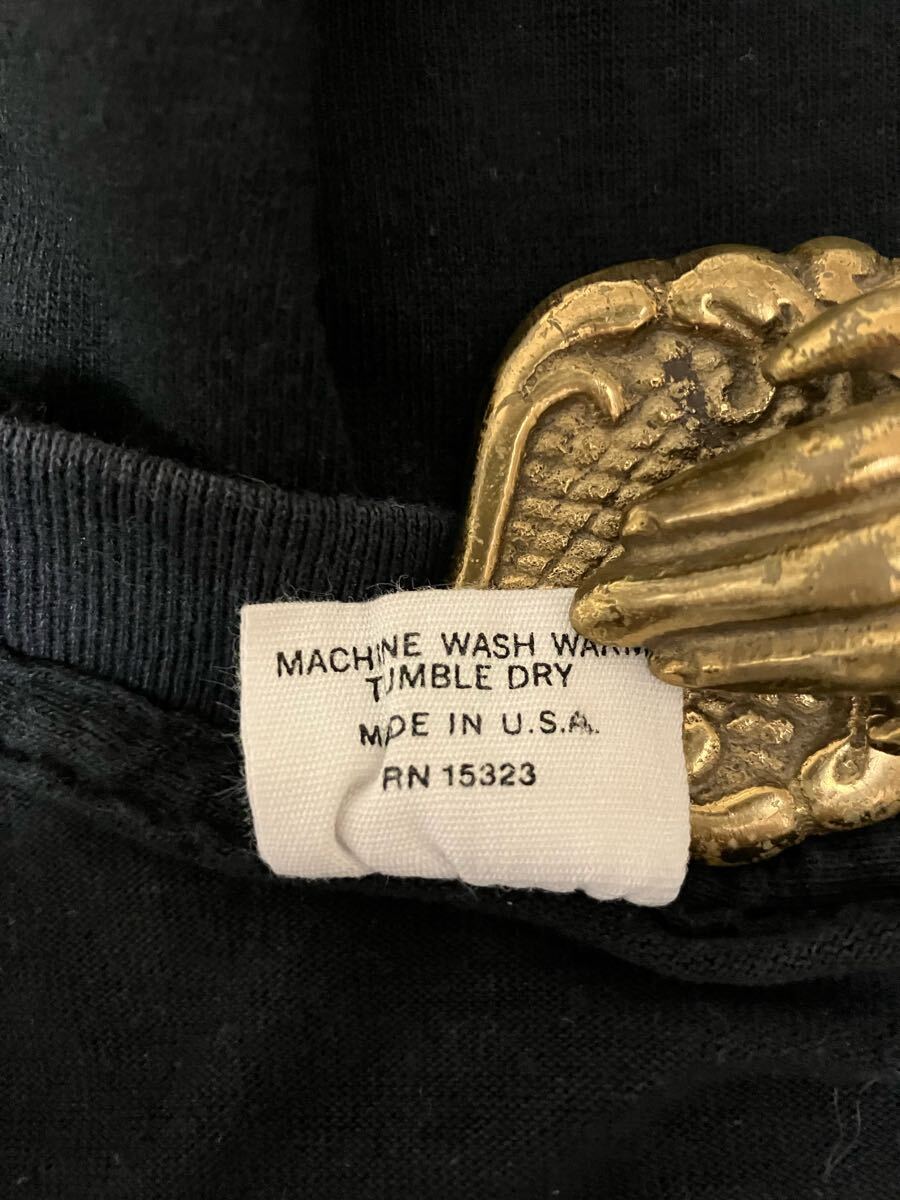 MACHINE WASH WARM
TUMBLE DRY
MADE IN U.S.A.
RN 15323